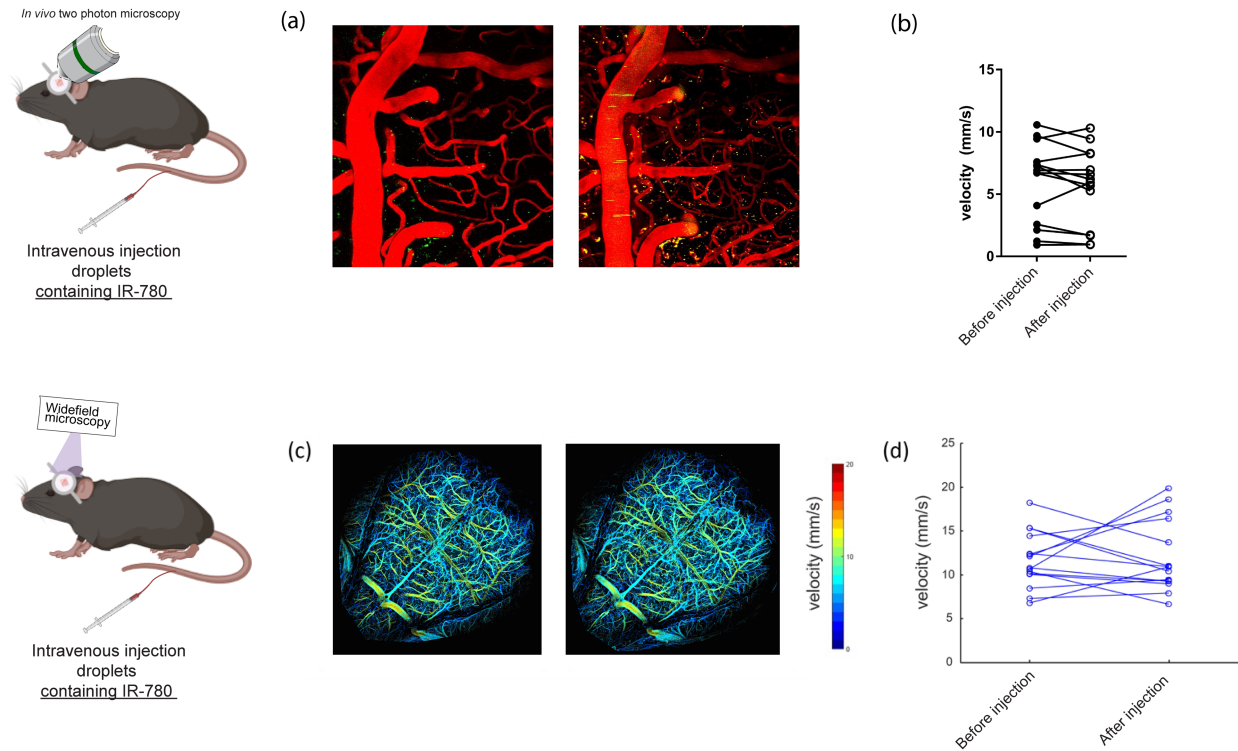 In vivo two photon microscopy
Intravenous injection
droplets
containing IR-780
(a)
(b)
velocity (mm/s)
15
10
5
0
Before injection
After injection
Widefield
microscopy
Intravenous injection
droplets
containing IR-780
(c)
velocity (mm/s)
20
10
0
(d)
velocity (mm/s)
25
20
15
10
5
0
Before injection
After injection